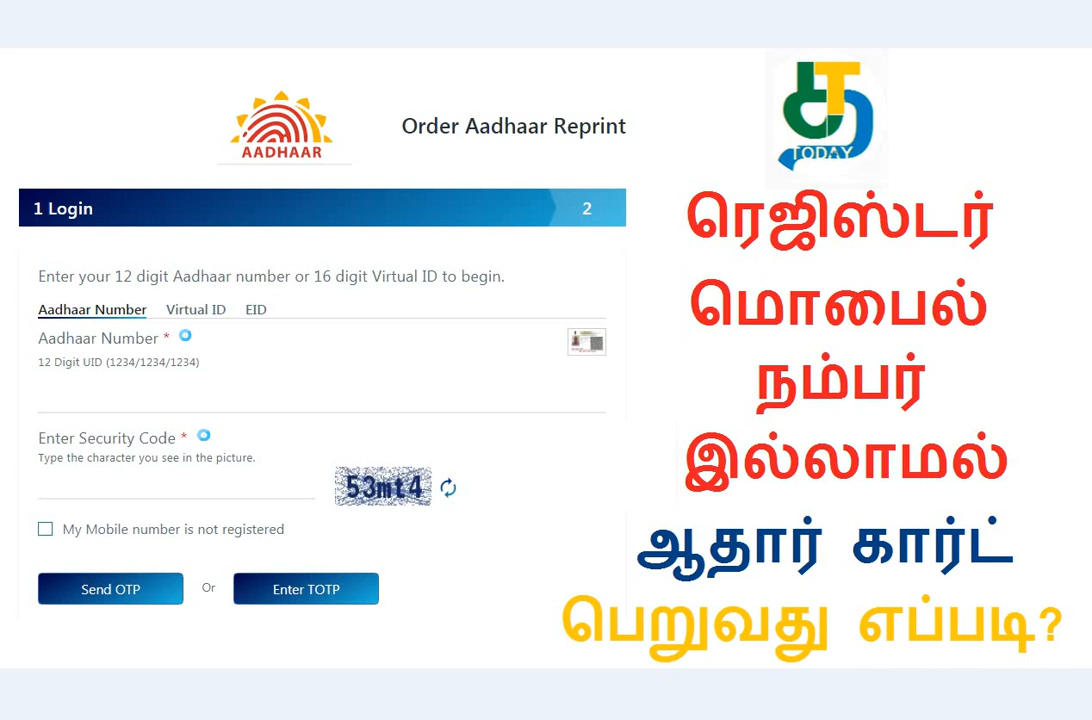 AADHAAR
Order Aadhaar Reprint
TODAY
1 Login
2
Enter your 12 digit Aadhaar number or 16 digit Virtual ID to begin.
Aadhaar Number Virtual ID EID
Aadhaar Number *
12 Digit UID (1234/1234/1234)
Enter Security Code *
Type the character you see in the picture.
53mt4
My Mobile number is not registered
Send OTP Or Enter TOTP
ரெஜிஸ்டர்
மொபைல்
நம்பர்
இல்லாமல்
ஆதார் கார்ட்
பெறுவது எப்படி?